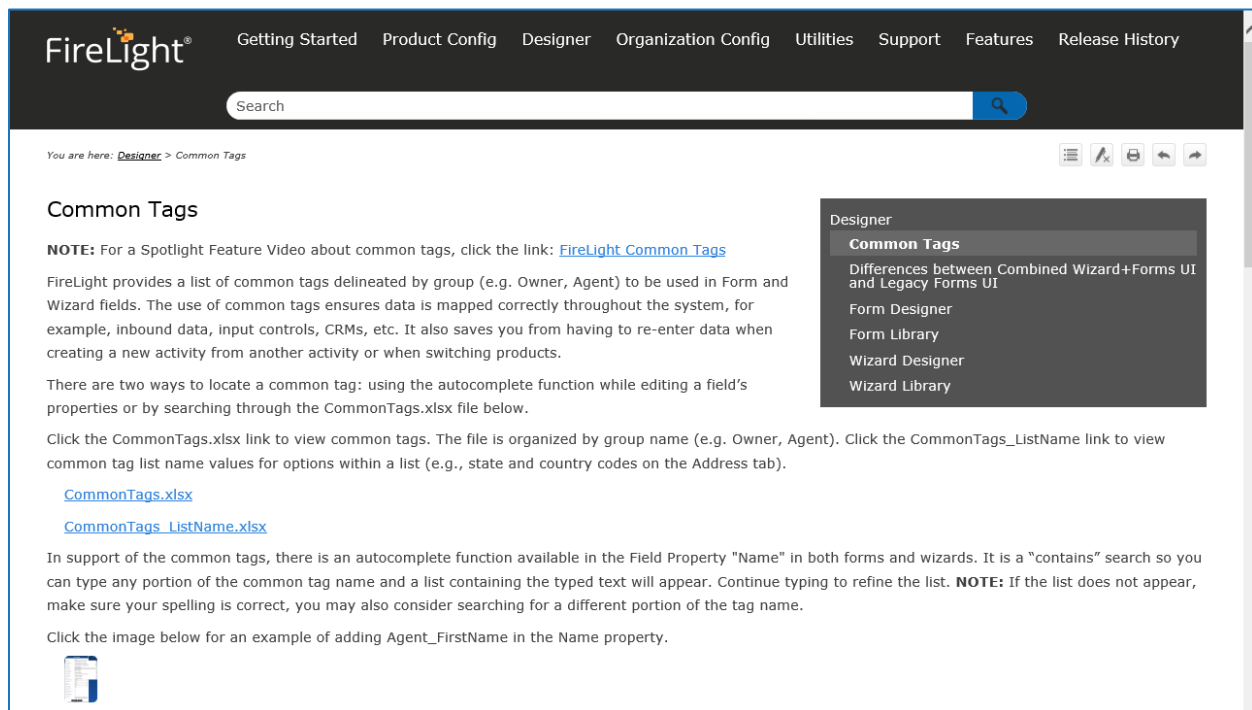 FireLight®
Getting Started Product Config Designer Organization Config Utilities Support Features Release History
Search
You are here: Designer > Common Tags
Common Tags
NOTE: For a Spotlight Feature Video about common tags, click the link: FireLight Common Tags
FireLight provides a list of common tags delineated by group (e.g. Owner, Agent) to be used in Form and
Wizard fields. The use of common tags ensures data is mapped correctly throughout the system, for
example, inbound data, input controls, CRMs, etc. It also saves you from having to re-enter data when
creating a new activity from another activity or when switching products.
There are two ways to locate a common tag: using the autocomplete function while editing a field's
properties or by searching through the CommonTags.xlsx file below.
Designer
Common Tags
Differences between Combined Wizard+Forms UI
and Legacy Forms UI
Form Designer
Form Library
Wizard Designer
Wizard Library
Click the CommonTags.xlsx link to view common tags. The file is organized by group name (e.g. Owner, Agent). Click the CommonTags_ListName link to view
common tag list name values for options within a list (e.g., state and country codes on the Address tab).
CommonTags.xlsx
CommonTags_ListName.xlsx
In support of the common tags, there is an autocomplete function available in the Field Property "Name" in both forms and wizards. It is a “contains” search so you
can type any portion of the common tag name and a list containing the typed text will appear. Continue typing to refine the list. NOTE: If the list does not appear,
make sure your spelling is correct, you may also consider searching for a different portion of the tag name.
Click the image below for an example of adding Agent_FirstName in the Name property.